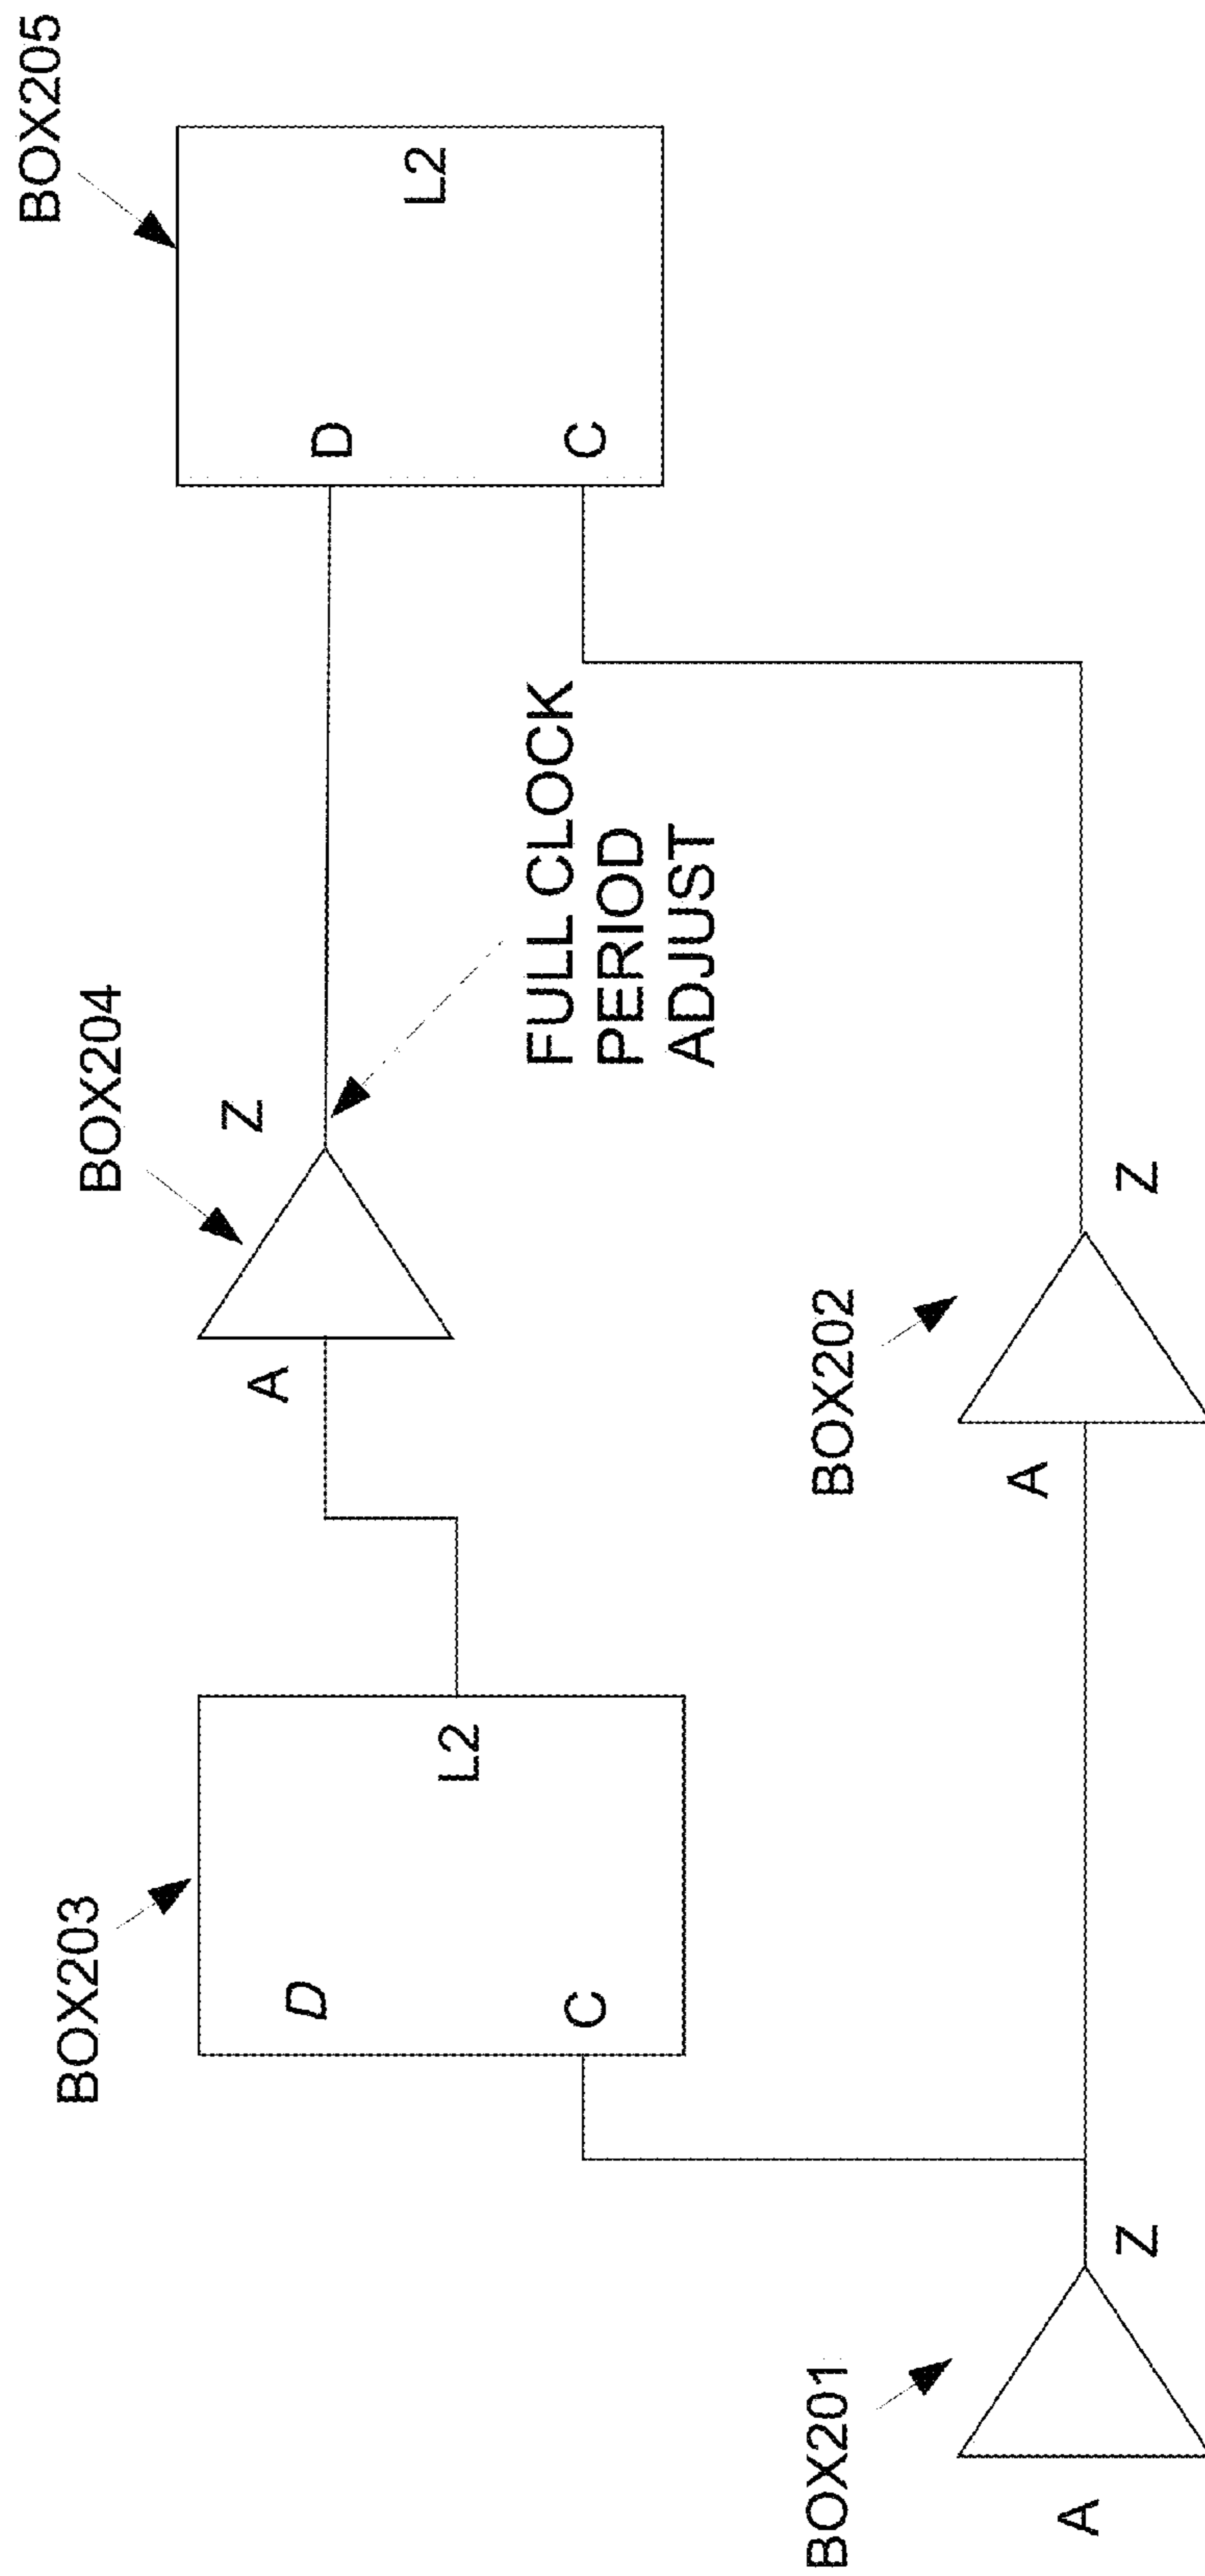 BOX205
L2
D
C
BOX204
Z
A
FULL CLOCK
PERIOD
ADJUST
BOX202
Z
A
BOX203
L2
D
C
BOX201
Z
A